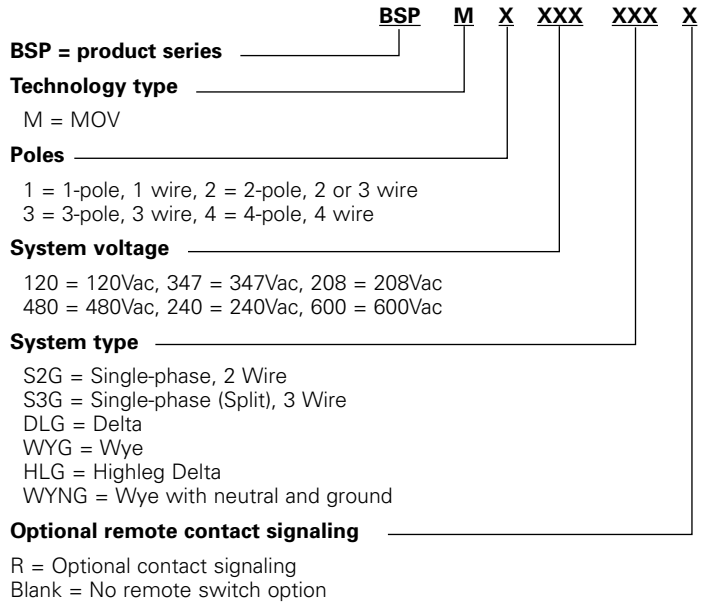 BSP M X XXX XXX X
BSP = product series
Technology type
M = MOV
Poles
1 = 1-pole, 1 wire, 2 = 2-pole, 2 or 3 wire
3 = 3-pole, 3 wire, 4 = 4-pole, 4 wire
System voltage
120 = 120Vac, 347 = 347Vac, 208 = 208Vac
480 = 480Vac, 240 = 240Vac, 600 = 600Vac
System type
S2G = Single-phase, 2 Wire
S3G = Single-phase (Split), 3 Wire
DLG = Delta
WYG = Wye
HLG = Highleg Delta
WYNG = Wye with neutral and ground
Optional remote contact signaling
R = Optional contact signaling
Blank = No remote switch option